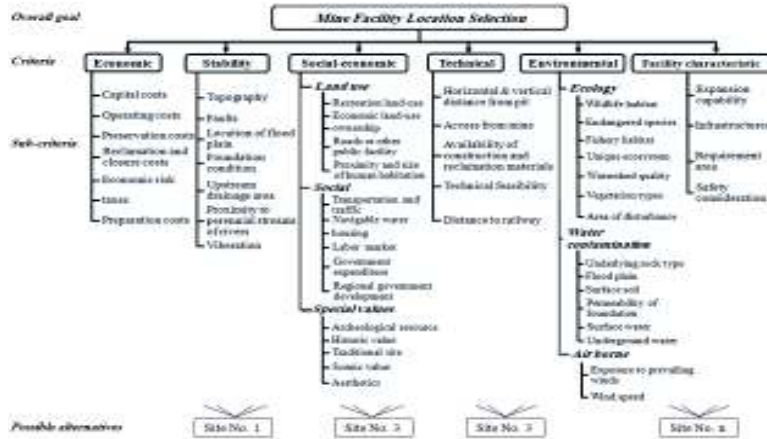 Overall goal
Mine Facility Location Selection
Criteria
Economic
Stability
Social-economic
Technical
Environmental
Facility characteristic
Sub-criteria
Capital costs
Operating costs
Preservation costs
Reclamation and
closure costs
Economic risk
taxes
Preparation costs
Topography
Faults
Location of flood
plain
Foundation
condition
Upstream
drainage area
Proximity to
perennial streams
of rivers
Viberation
Land use
Recreation land-use
Economic land-use
ownership
Roads or other
public facility
Proximity and size
of human habitation
Social
Transportation and
traffic
Navigable water
housing
Labor market
Government
expenditure
Regional government
development
Special values
Archeological resource
Historic value
Traditional site
Scenic value
Aesthetics
Horizontal & vertical
distance from pit
Access from mine
Availability of
construction and
reclamation materials
Technical feasibility
Distance to railway
Ecology
Wildlife habitat
Endangered species
Fishery habitat
Unique ecosystem
Watershed quality
Vegetation types
Area of disturbance
Water
contamination
Underlying rock type
Flood plain
Surface soil
Permeability of
foundation
Surface water
Underground water
Air borne
Exposure to prevailing
winds
Wind speed
Expansion
capability
Infrastructures
Requirement
area
Safety
consideration
Possible alternatives
Site No. 1
Site No. 3
Site No. 3
Site No. n